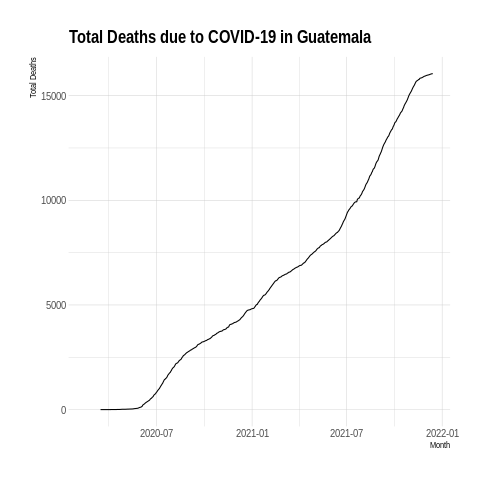 Total Deaths due to COVID-19 in Guatemala
Total Deaths
15000
10000
5000
0
2020-07
2021-01
2021-07
2022-01
Month